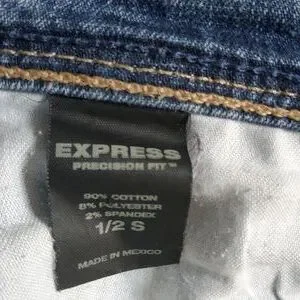 EXPRESS
PRECISION FIT™
90% COTTON
8% POLYESTER
2% SPANDEX
1/2 S
MADE IN MEXICO